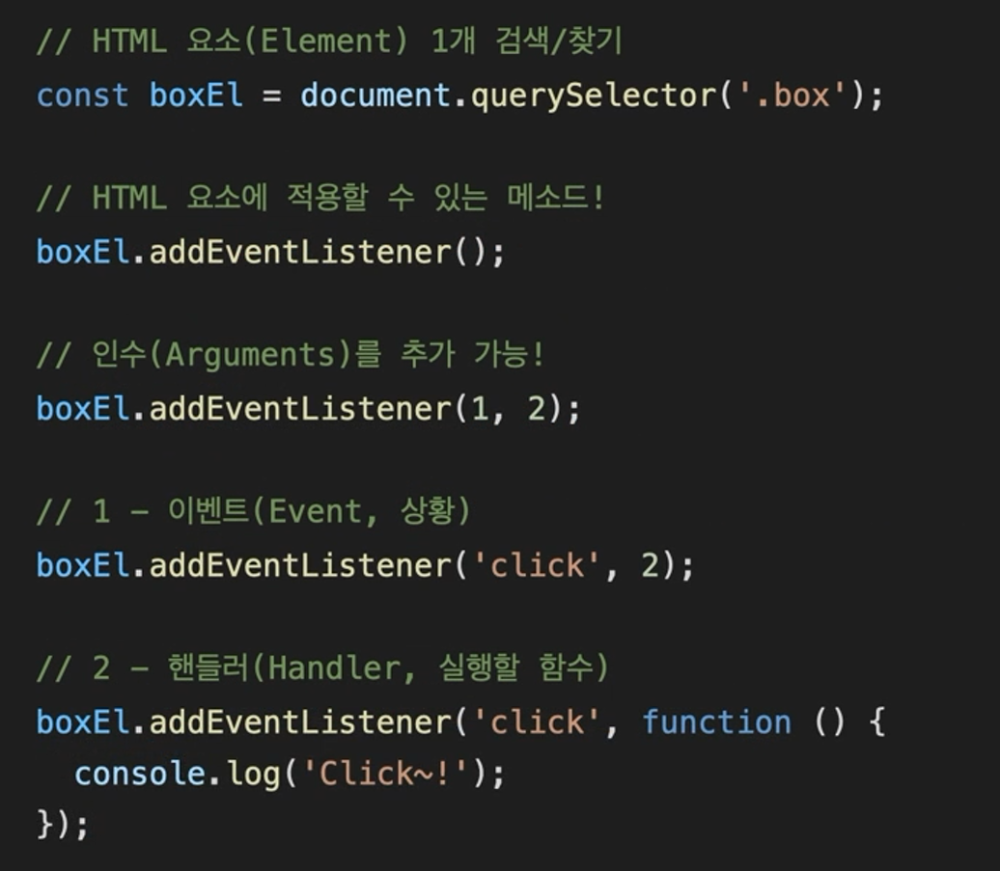 // HTML 요소(Element) 1개 검색/찾기
const boxEl = document.querySelector('.box');
// HTML 요소에 적용할 수 있는 메소드!
boxEl.addEventListener();
// 인수(Arguments)를 추가 가능!
boxEl.addEventListener(1, 2);
// 1 - 이벤트(Event, 상황)
boxEl.addEventListener('click', 2);
// 2 - 핸들러(Handler, 실행할 함수)
boxEl.addEventListener('click', function () {
  console.log('Click~!');
});